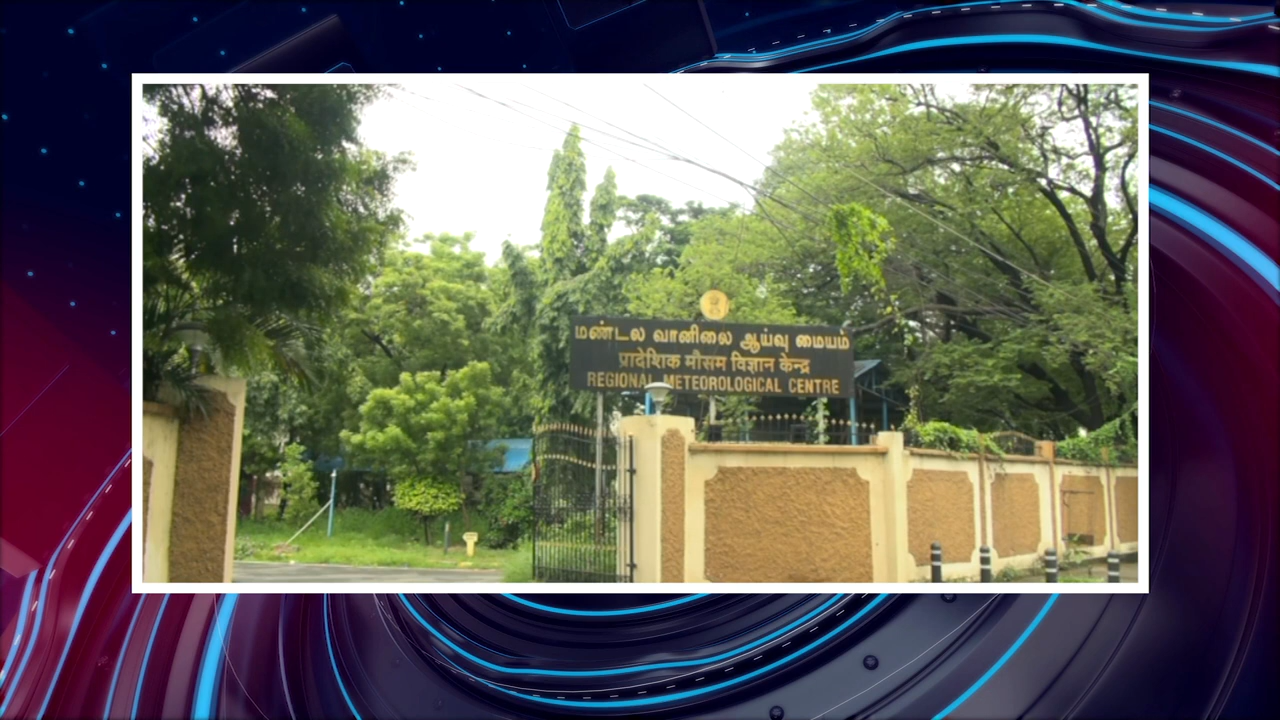 மண்டல வானிலை ஆய்வு மையம்
प्रादेशिक मौसम विज्ञान केन्द्र
REGIONAL METEOROLOGICAL CENTRE